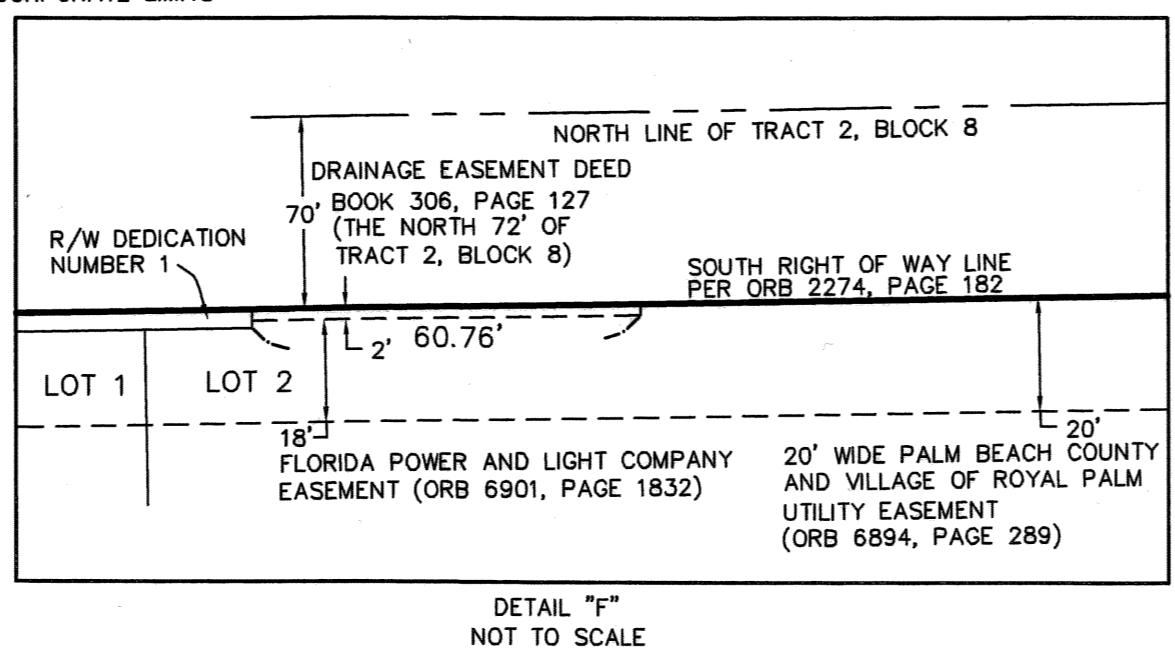 NORTH LINE OF TRACT 2, BLOCK 8
DRAINAGE EASEMENT DEED
70' BOOK 306, PAGE 127
(THE NORTH 72' OF
TRACT 2, BLOCK 8)
R/W DEDICATION
NUMBER 1
SOUTH RIGHT OF WAY LINE
PER ORB 2274, PAGE 182
2' 60.76'
LOT 1 LOT 2
18'
FLORIDA POWER AND LIGHT COMPANY
EASEMENT (ORB 6901, PAGE 1832)
20'
20' WIDE PALM BEACH COUNTY
AND VILLAGE OF ROYAL PALM
UTILITY EASEMENT
(ORB 6894, PAGE 289)
DETAIL "F"
NOT TO SCALE